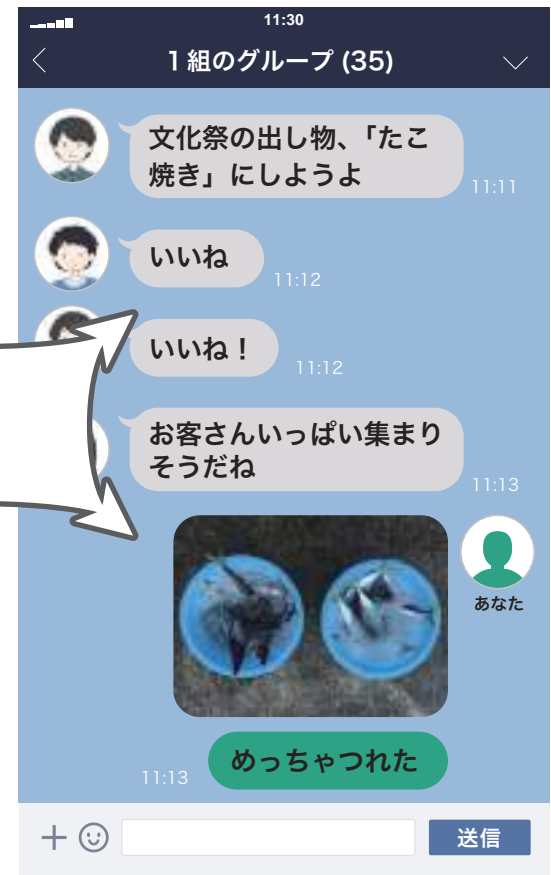 11:30
1組のグループ (35)
文化祭の出し物、「たこ
焼き」にしようよ
11:11
いいね
11:12
いいね！
11:12
お客さんいっぱい集まり
そうだね
11:13
あなた
めっちゃつれた
11:13
送信